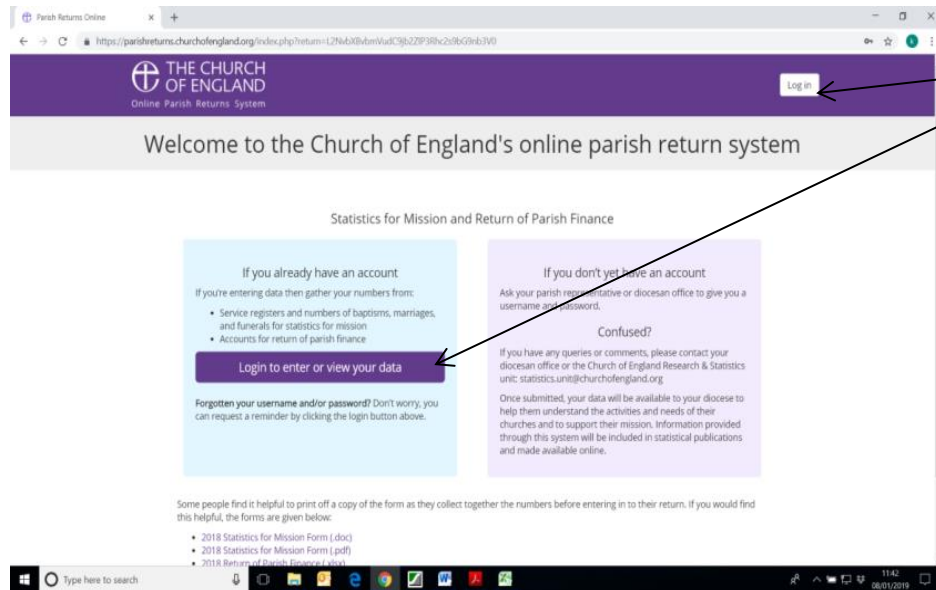 Parish Returns Online
https://parishreturns.churchofengland.org/index.php?return=
THE CHURCH
OF ENGLAND
Online Parish Returns System
Log in
Welcome to the Church of England's online parish return system
Statistics for Mission and Return of Parish Finance
If you already have an account
If you're entering data then gather your numbers from:
• Service registers and numbers of baptisms, marriages,
and funerals for statistics for mission
• Accounts for return of parish finance
Login to enter or view your data
Forgotten your username and/or password? Don't worry, you
can request a reminder by clicking the login button above.
If you don't yet have an account
Ask your parish representative or diocesan office to give you a
username and password.
Confused?
If you have any queries or comments, please contact your
diocesan office or the Church of England Research & Statistics
unit: statistics.unit@churchofengland.org
Once submitted, your data will be available to your diocese to
help them understand the activities and needs of their
churches and to support their mission. Information provided
through this system will be included in statistical publications
and made available online.
Some people find it helpful to print off a copy of the form as they collect together the numbers before entering in to their return. If you would find
this helpful, the forms are given below:
• 2018 Statistics for Mission Form (.doc)
• 2018 Statistics for Mission Form (.pdf)
• 2018 Return of Parish Finance (.xlsx)
Type here to search
11:42
08/01/2019